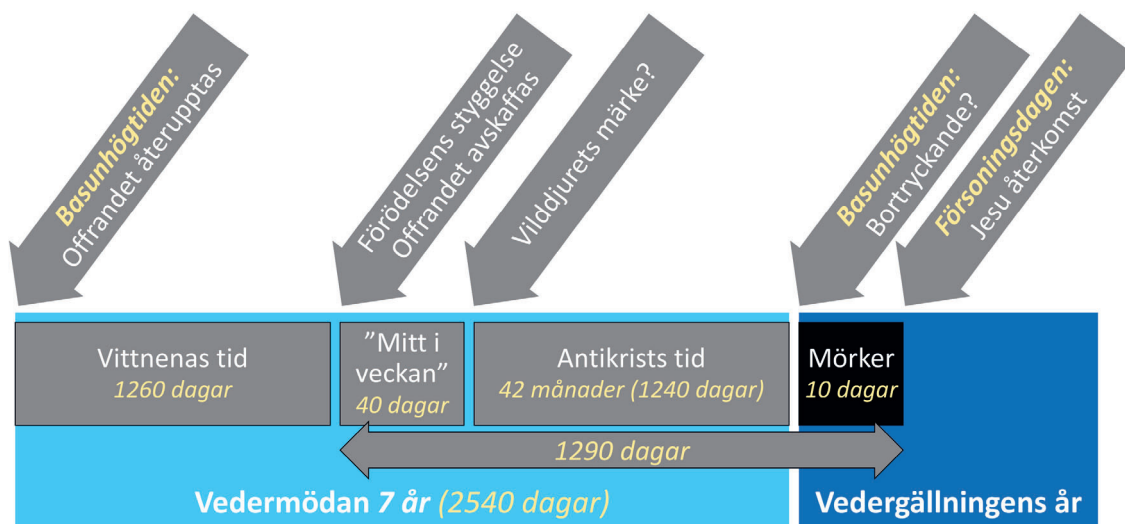 Basunhögtiden:
Offrandet återupptas
Förödelsens styggelse
Offrandet avskaffas
Vilddjurets märke?
Basunhögtiden:
Bortryckande?
Försoningsdagen:
Jesu återkomst
Vittnenas tid
1260 dagar
”Mitt i
veckan”
40 dagar
Antikrists tid
42 månader (1240 dagar)
Mörker
10 dagar
1290 dagar
Vedermödan 7 år (2540 dagar)
Vedergällningens år